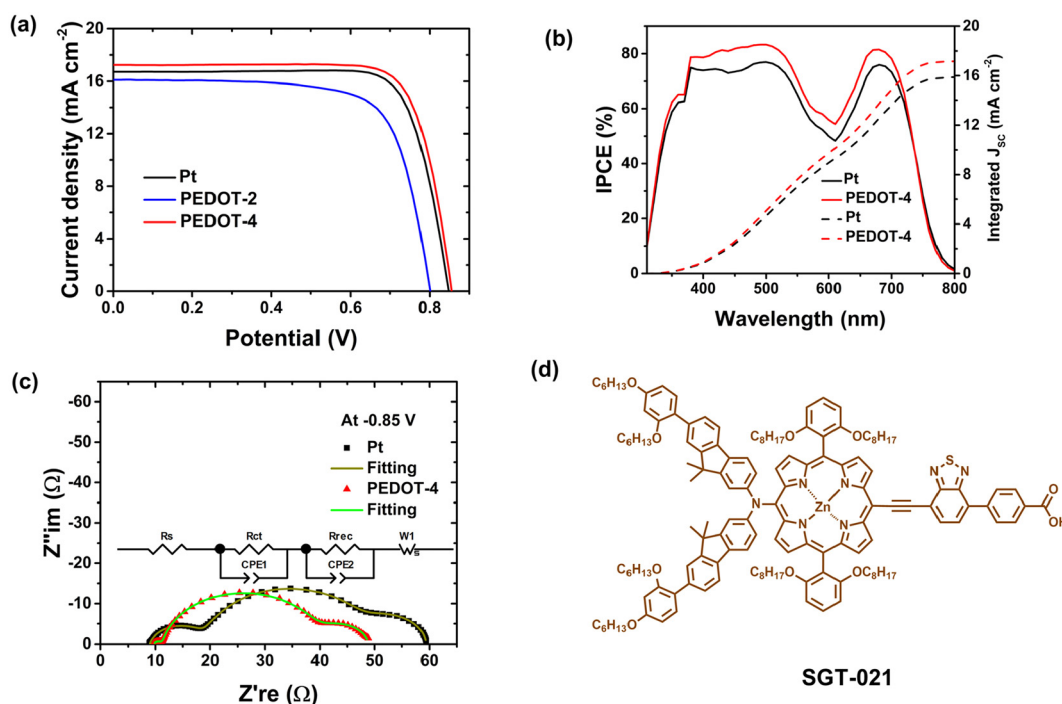 (a)
20
16
12
8
4
0
Current density (mA cm⁻²)
Pt
PEDOT-2
PEDOT-4
0.0 0.2 0.4 0.6 0.8
Potential (V)
(b)
80
60
40
20
0
IPCE (%)
20
16
12
8
4
0
Integrated JSC (mA cm⁻²)
Pt
PEDOT-4
Pt
PEDOT-4
400 500 600 700 800
Wavelength (nm)
(c)
-60
-50
-40
-30
-20
-10
0
Z"im (Ω)
At -0.85 V
Pt
Fitting
PEDOT-4
Fitting
Rs Rct Rrec W1
s
CPE1 CPE2
0 10 20 30 40 50 60
Z're (Ω)
(d)
C6H13O
C6H13O
C8H17O OC8H17
N
N N
Zn
N N
N S N
O
OH
C6H13O
C6H13O
C8H17O OC8H17
SGT-021